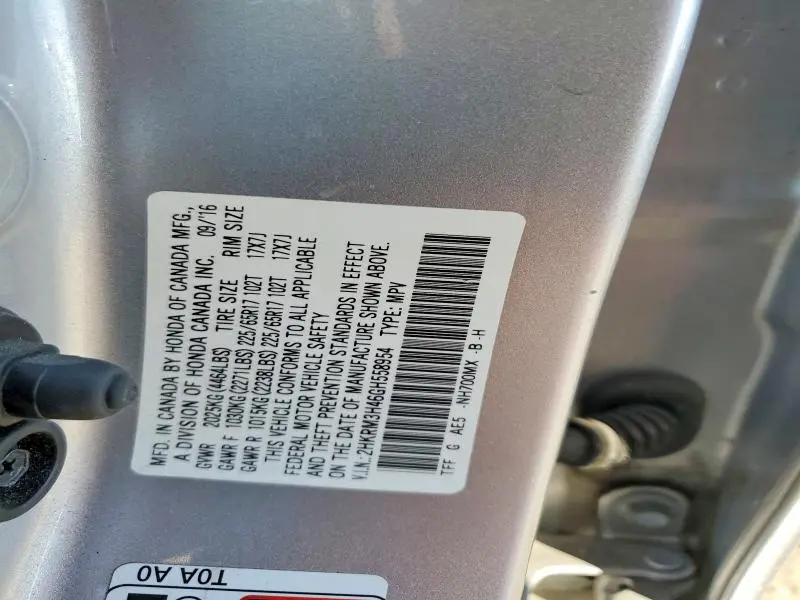 MFD. IN CANADA BY HONDA OF CANADA MFG.,
A DIVISION OF HONDA CANADA INC. 09/16
GVWR 2025KG(4464LBS) TIRE SIZE RIM SIZE
GAWR F 1030KG(2271LBS) 225/65R17 102T 17X7J
GAWR R 1015KG(2238LBS) 225/65R17 102T 17X7J
THIS VEHICLE CONFORMS TO ALL APPLICABLE
FEDERAL MOTOR VEHICLE SAFETY
AND THEFT PREVENTION STANDARDS IN EFFECT
ON THE DATE OF MANUFACTURE SHOWN ABOVE.
V.I.N.:2HKRM3H46GH558954 TYPE: MPV
TFF G AE5 -NH700MX -B -H
TOA A0